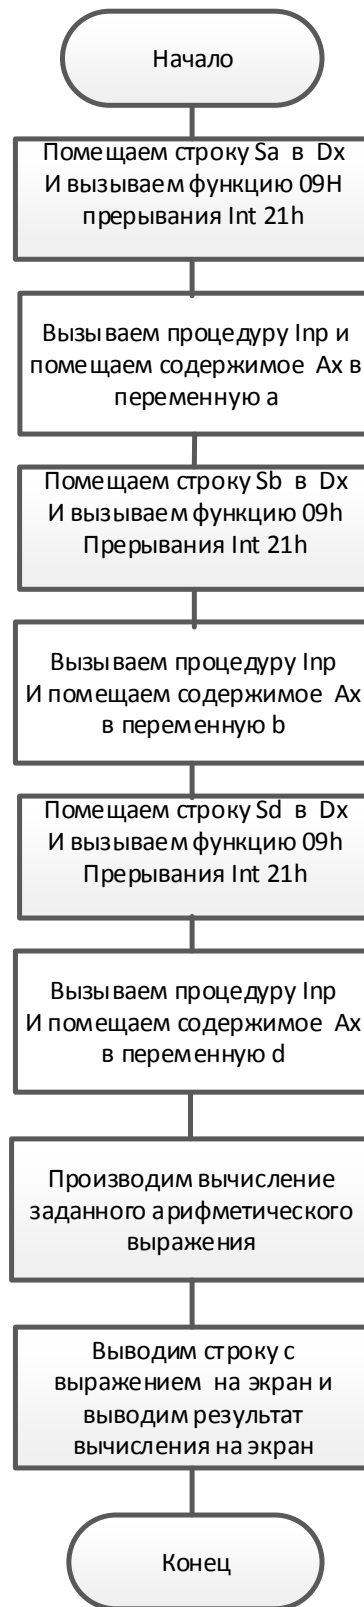 Начало
Помещаем строку Sa в Dx
И вызываем функцию 09Н
прерывания Int 21h
Вызываем процедуру Inp и
помещаем содержимое Ax в
переменную a
Помещаем строку Sb в Dx
И вызываем функцию 09h
Прерывания Int 21h
Вызываем процедуру Inp
И помещаем содержимое Ax
в переменную b
Помещаем строку Sd в Dx
И вызываем функцию 09h
Прерывания Int 21h
Вызываем процедуру Inp
И помещаем содержимое Ax
в переменную d
Производим вычисление
заданного арифметического
выражения
Выводим строку с
выражением на экран и
выводим результат
вычисления на экран
Конец